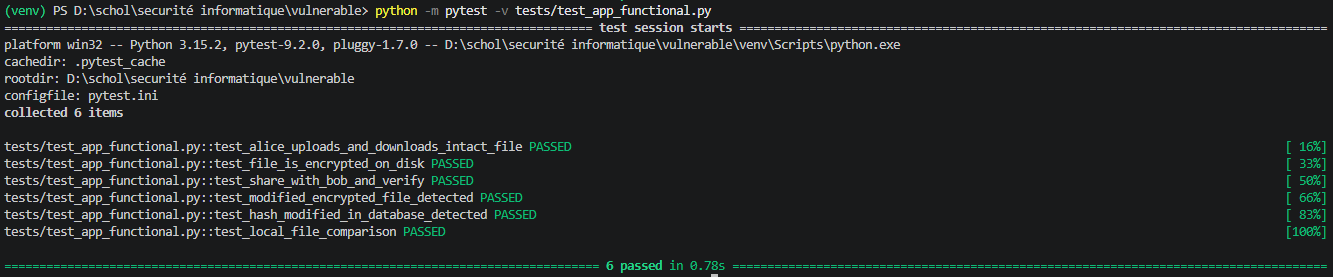 (venv) PS D:\schol\securité informatique\vulnerable> python -m pytest -v tests/test_app_functional.py
============================= test session starts =============================
platform win32 -- Python 3.15.2, pytest-9.2.0, pluggy-1.7.0 -- D:\schol\securité informatique\vulnerable\venv\Scripts\python.exe
cachedir: .pytest_cache
rootdir: D:\schol\securité informatique\vulnerable
configfile: pytest.ini
collected 6 items
tests/test_app_functional.py::test_alice_uploads_and_downloads_intact_file PASSED [ 16%]
tests/test_app_functional.py::test_file_is_encrypted_on_disk PASSED [ 33%]
tests/test_app_functional.py::test_share_with_bob_and_verify PASSED [ 50%]
tests/test_app_functional.py::test_modified_encrypted_file_detected PASSED [ 66%]
tests/test_app_functional.py::test_hash_modified_in_database_detected PASSED [ 83%]
tests/test_app_functional.py::test_local_file_comparison PASSED [100%]
============================= 6 passed in 0.78s =============================